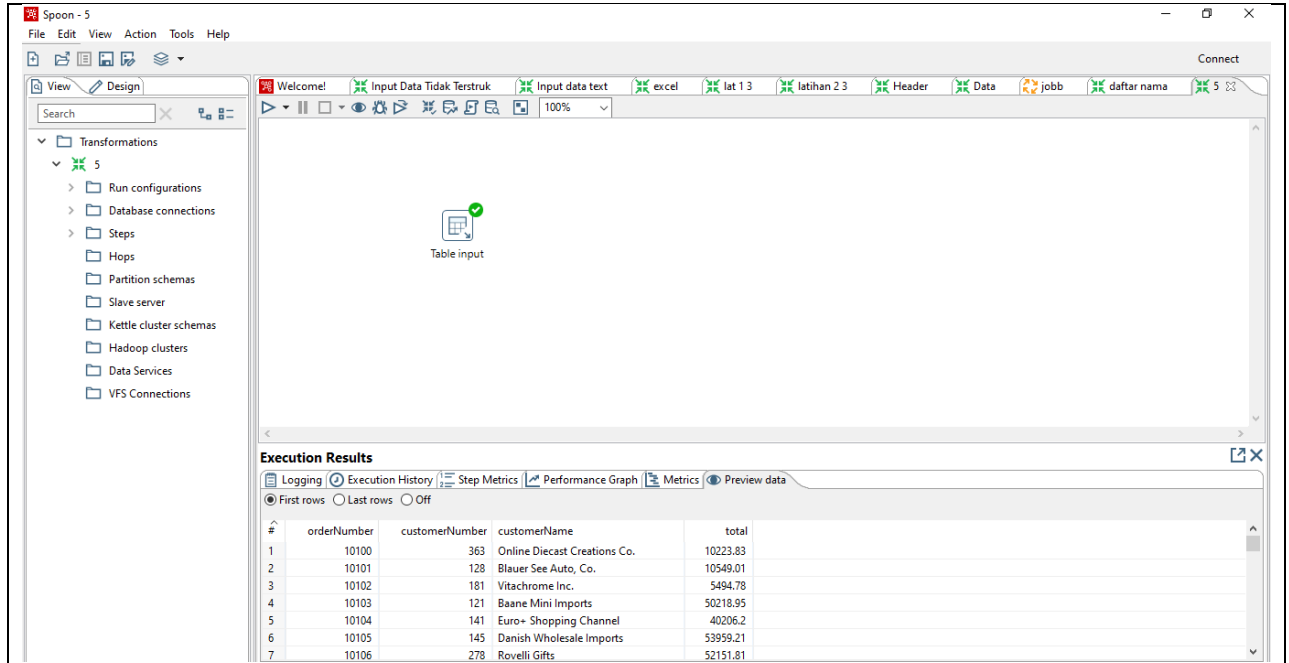 Spoon - 5
File Edit View Action Tools Help
Connect
View Design
Search
Transformations
5
Run configurations
Database connections
Steps
Hops
Partition schemas
Slave server
Kettle cluster schemas
Hadoop clusters
Data Services
VFS Connections
Welcome! Input Data Tidak Terstruk Input data text excel lat 1 3 latihan 2 3 Header Data jobb daftar nama 5
100%
Table input
Execution Results
Logging Execution History Step Metrics Performance Graph Metrics Preview data
First rows Last rows Off
# orderNumber customerNumber customerName total
1 10100 363 Online Diecast Creations Co. 10223.83
2 10101 128 Blauer See Auto, Co. 10549.01
3 10102 181 Vitachrome Inc. 5494.78
4 10103 121 Baane Mini Imports 50218.95
5 10104 141 Euro+ Shopping Channel 40206.2
6 10105 145 Danish Wholesale Imports 53959.21
7 10106 278 Rovelli Gifts 52151.81